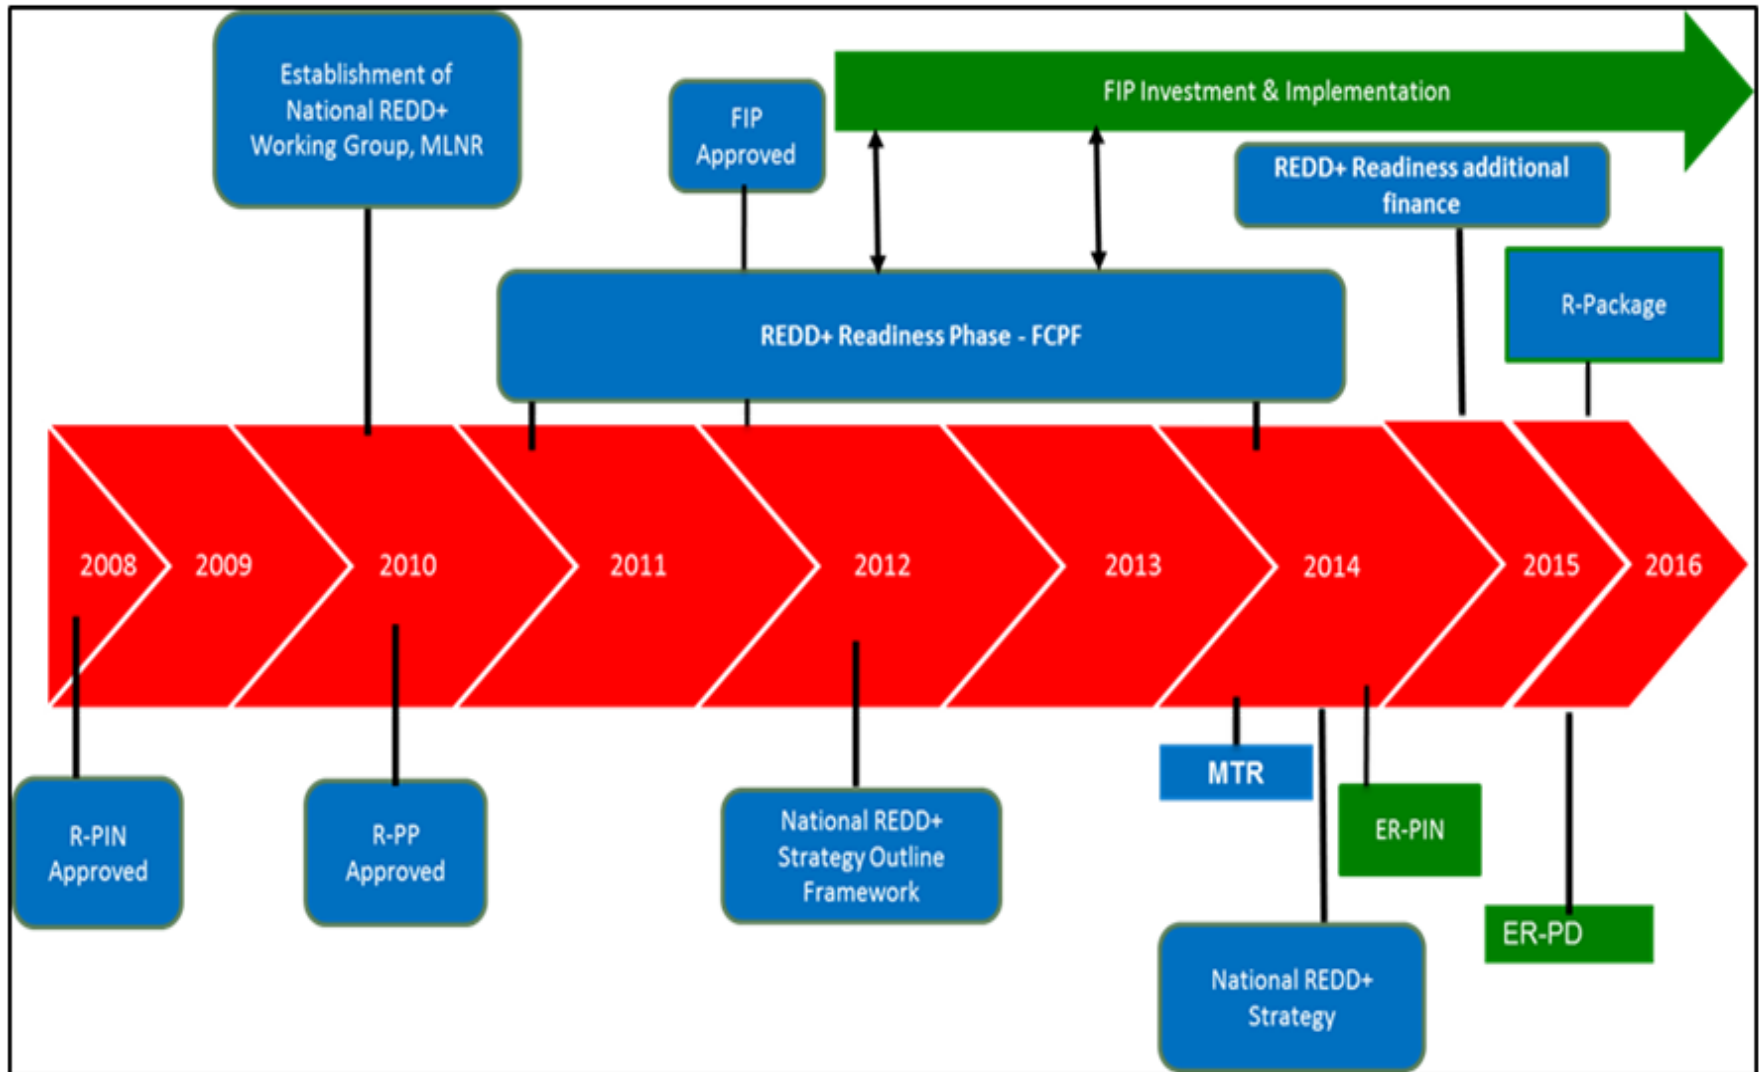 Establishment of
National REDD+
Working Group, MLNR
FIP
Approved
FIP Investment & Implementation
REDD+ Readiness additional
finance
R-Package
REDD+ Readiness Phase - FCPF
2008
2009
2010
2011
2012
2013
2014
2015
2016
R-PIN
Approved
R-PP
Approved
National REDD+
Strategy Outline
Framework
MTR
ER-PIN
ER-PD
National REDD+
Strategy